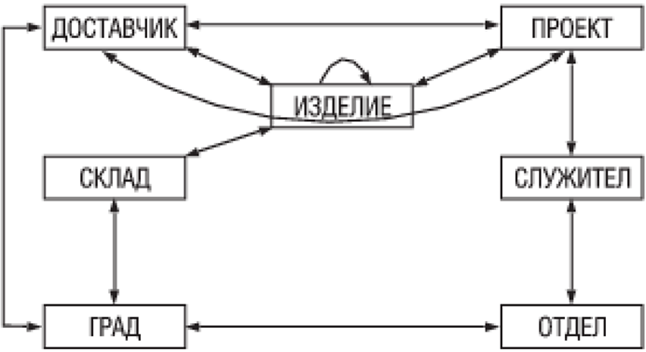 ДОСТАВЧИК
ПРОЕКТ
ИЗДЕЛИЕ
СКЛАД
СЛУЖИТЕЛ
ГРАД
ОТДЕЛ